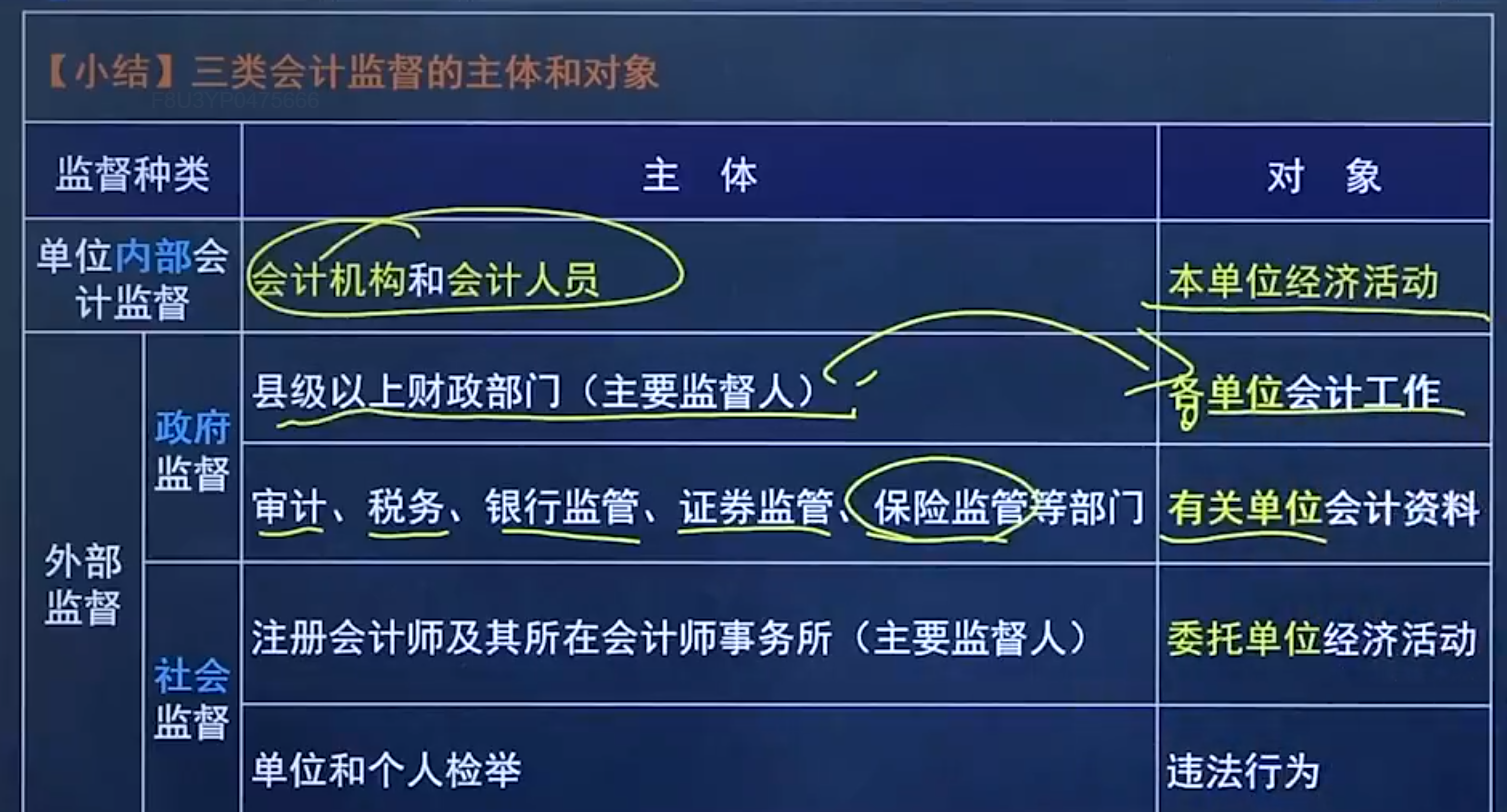 【小结】三类会计监督的主体和对象
F8U3YP0475666
监督种类 主 体 对 象
单位内部会
计监督
会计机构和会计人员 本单位经济活动
外部
监督
政府
监督
县级以上财政部门（主要监督人） 各单位会计工作
审计、税务、银行监管、证券监管、保险监管等部门 有关单位会计资料
社会
监督
注册会计师及其所在会计师事务所（主要监督人） 委托单位经济活动
单位和个人检举 违法行为